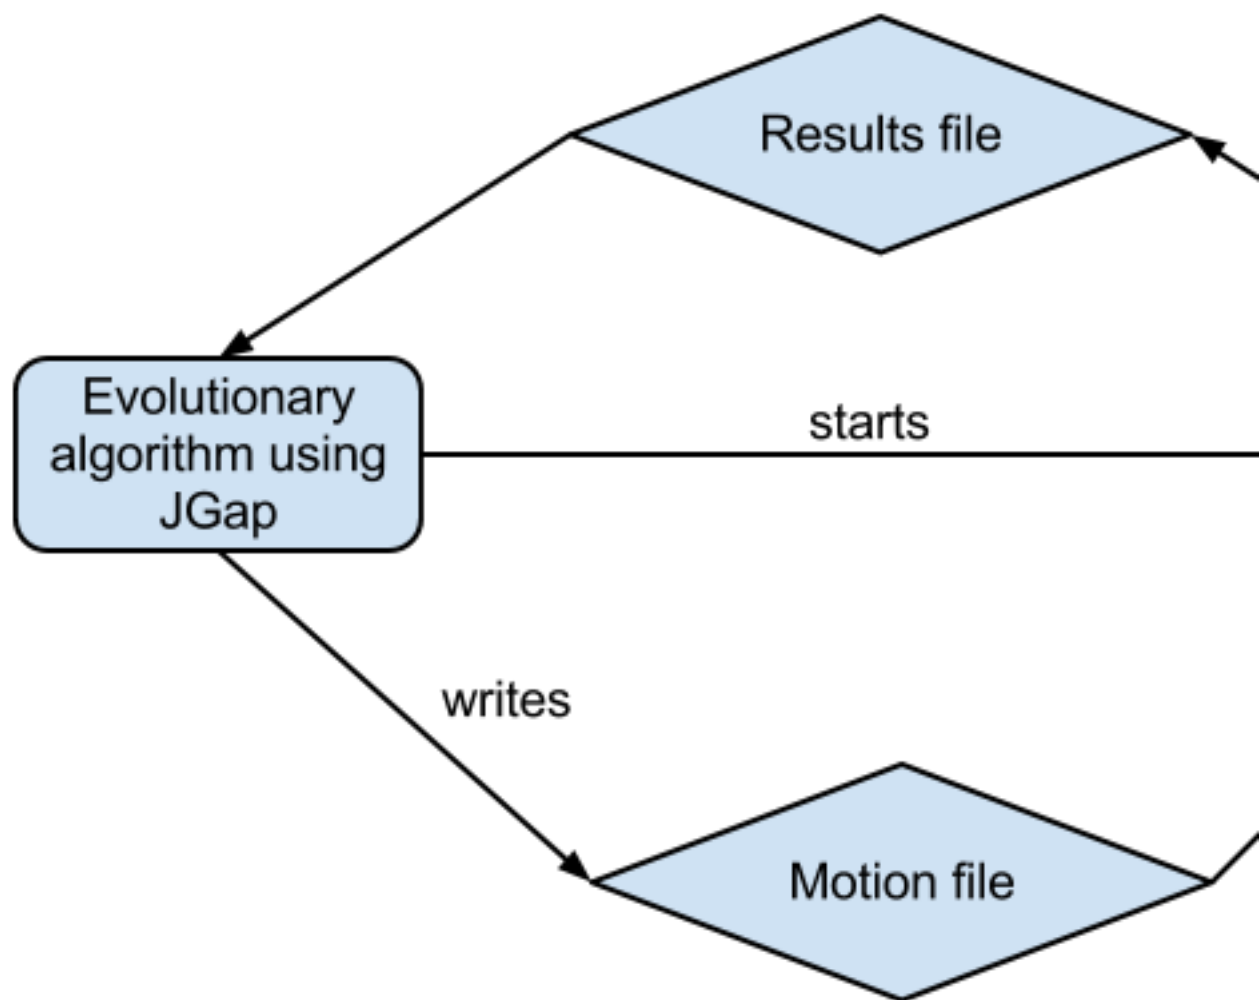 Results file
Evolutionary
algorithm using
JGap
starts
writes
Motion file